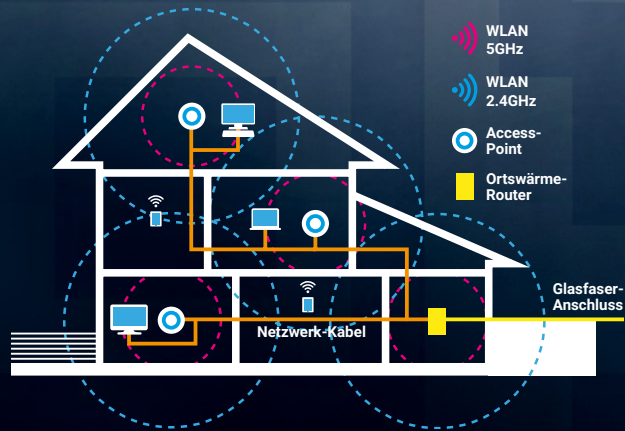 WLAN
5GHz
WLAN
2.4GHz
Access-
Point
Ortswärme-
Router
Glasfaser-
Anschluss
Netzwerk-Kabel